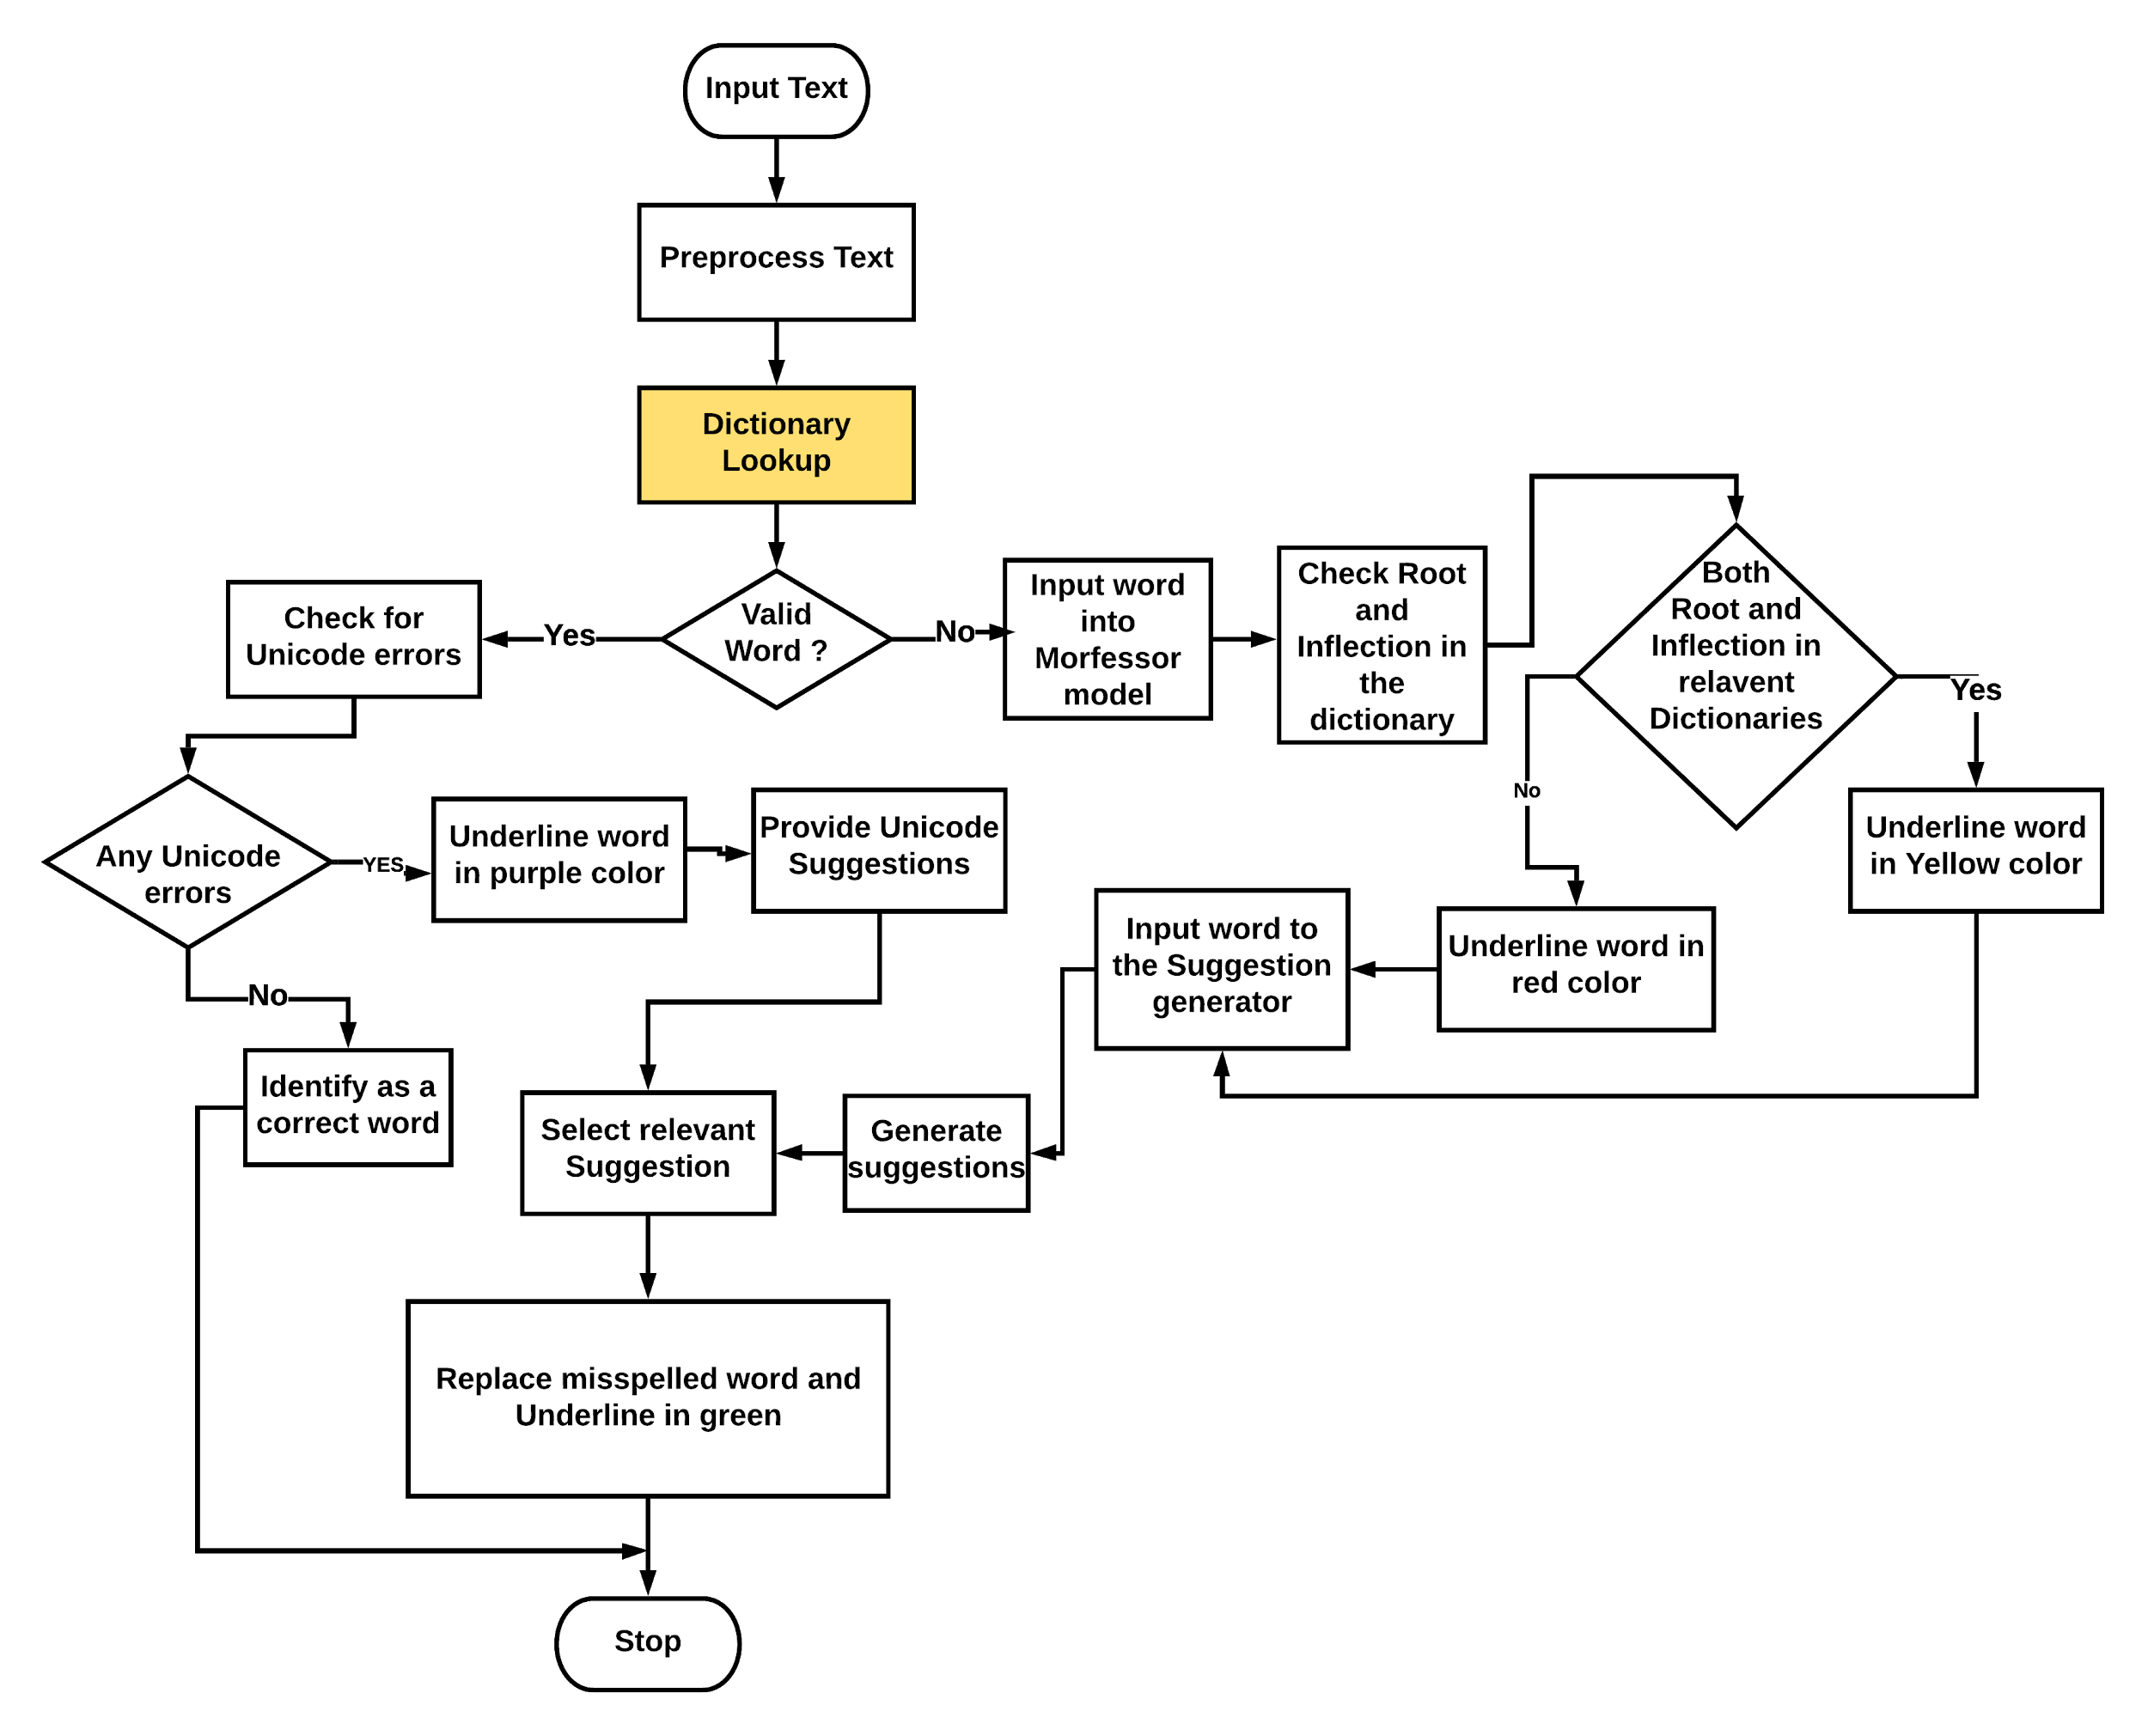 Input Text
Preprocess Text
Dictionary
Lookup
Valid
Word ?
Yes
No
Check for
Unicode errors
Input word
into
Morfessor
model
Check Root
and
Inflection in
the
dictionary
Both
Root and
Inflection in
relavent
Dictionaries
Yes
No
Any Unicode
errors
YES
Underline word
in purple color
Provide Unicode
Suggestions
Underline word
in Yellow color
Input word to
the Suggestion
generator
Underline word in
red color
No
Identify as a
correct word
Select relevant
Suggestion
Generate
suggestions
Replace misspelled word and
Underline in green
Stop